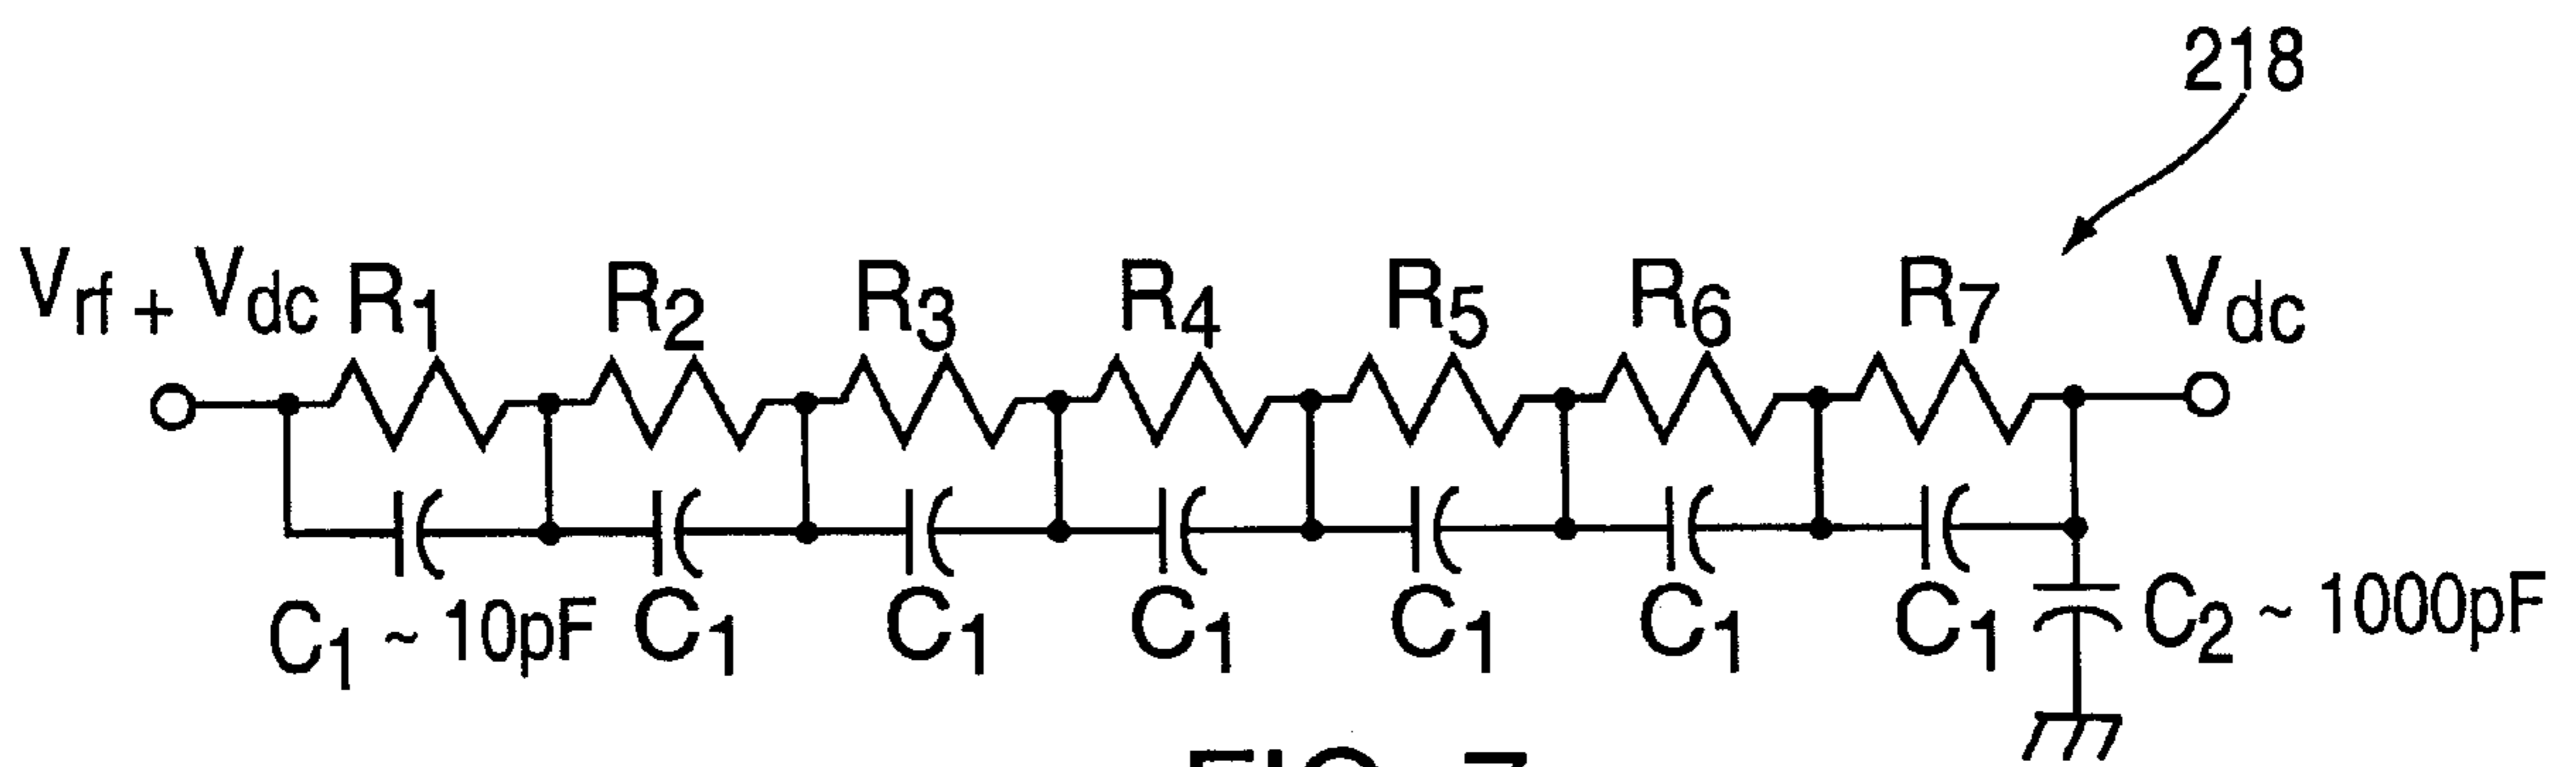 218
Vrf + Vdc R1 R2 R3 R4 R5 R6 R7 Vdc
C1 ~ 10pF C1 C1 C1 C1 C1 C1 C2 ~ 1000pF